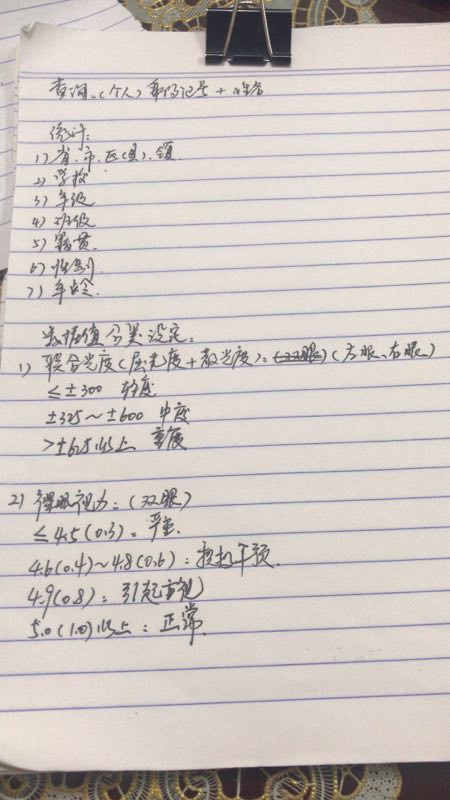 查询:(个人)身份证号+姓名
统计:
1)省、市、区(县)、镇
2)学校
3)年级
4)班级
5)籍贯
6)性别
7)年龄
数据值分类设定:
1)联合光度(屈光度+散光度):(左眼、右眼)
≤±300 轻度
±325~±600 中度
>±625以上 重度
2)裸眼视力:(双眼)
≤4.5(0.3):严重
4.6(0.4)~4.8(0.6):干预
4.9(0.8):引起重视
5.0(1.0)以上:正常